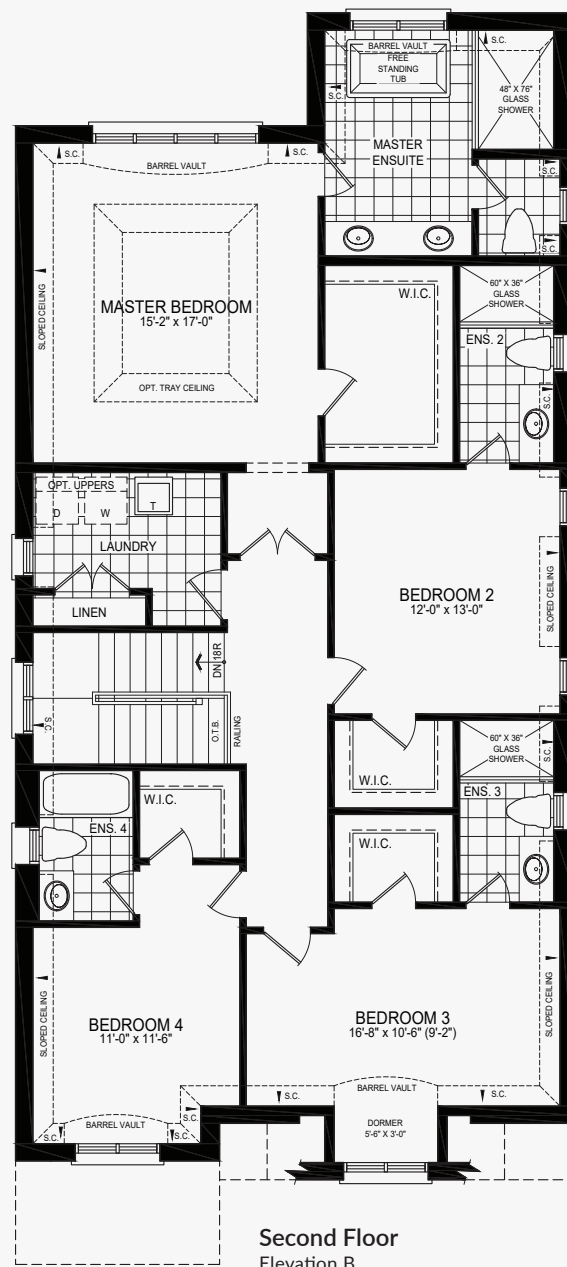 S.C.
BARREL VAULT
FREE
STANDING
TUB
S.C.
48" X 76"
GLASS
SHOWER
MASTER
ENSUITE
S.C.
S.C.
S.C.
BARREL VAULT
S.C.
SLOPED CEILING
MASTER BEDROOM
15'-2" x 17'-0"
OPT. TRAY CEILING
W.I.C.
60" X 36"
GLASS
SHOWER
ENS. 2
S.C.
OPT. UPPERS
D
W
T
LAUNDRY
LINEN
BEDROOM 2
12'-0" x 13'-0"
SLOPED CEILING
DN 18R
O.T.B.
RAILING
S.C.
W.I.C.
60" X 36"
GLASS
SHOWER
S.C.
ENS. 3
W.I.C.
ENS. 4
W.I.C.
SLOPED CEILING
BEDROOM 4
11'-0" x 11'-6"
BEDROOM 3
16'-8" x 10'-6" (9'-2")
SLOPED CEILING
S.C.
BARREL VAULT
S.C.
S.C.
BARREL VAULT
S.C.
S.C.
DORMER
5'-6" X 3'-0"
Second Floor
Elevation B